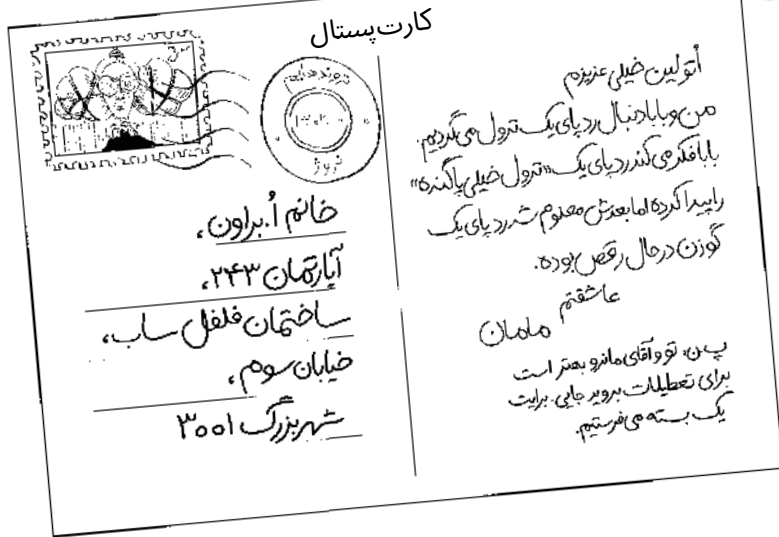 کارت‌پستال
اُتولین خیلی عزیزم
من و بابا دنبال ردپای یک ترول می‌گردیم.
بابا فکر می‌کند ردپای یک «ترول خیلی پاگنده»
را پیدا کرده اما بعدش معلوم شد ردپای یک
گوزن در حال رقص بوده.
عاشقتم
مامان
پ.ن: تو و آقای مانرو بهتر است
برای تعطیلات بروید جایی. برایت
یک بسته می‌فرستیم.
خانم اُ. براون،
آپارتمان ۲۴۳،
ساختمان فلفل‌ساب،
خیابان سوم،
شهر بزرگ ۳۰۰۱